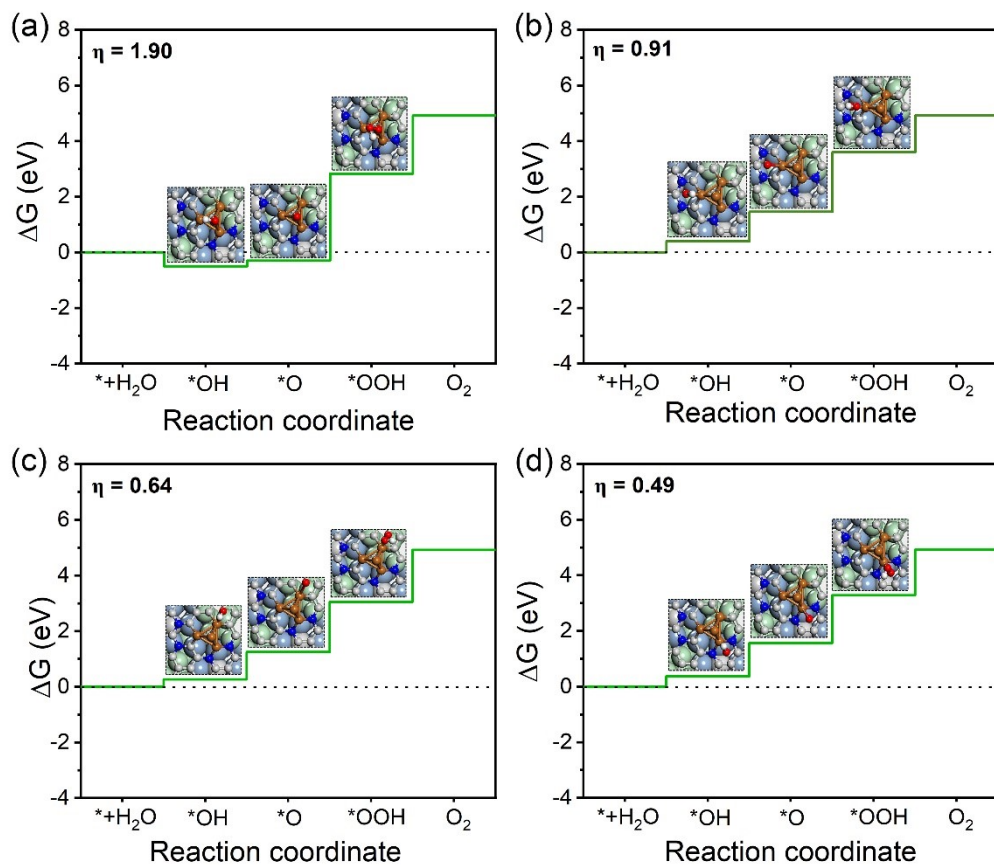 (a)
η = 1.90
8
6
4
2
0
-2
-4
ΔG (eV)
*+H₂O *OH *O *OOH O₂
Reaction coordinate
(b)
η = 0.91
8
6
4
2
0
-2
-4
ΔG (eV)
*+H₂O *OH *O *OOH O₂
Reaction coordinate
(c)
η = 0.64
8
6
4
2
0
-2
-4
ΔG (eV)
*+H₂O *OH *O *OOH O₂
Reaction coordinate
(d)
η = 0.49
8
6
4
2
0
-2
-4
ΔG (eV)
*+H₂O *OH *O *OOH O₂
Reaction coordinate